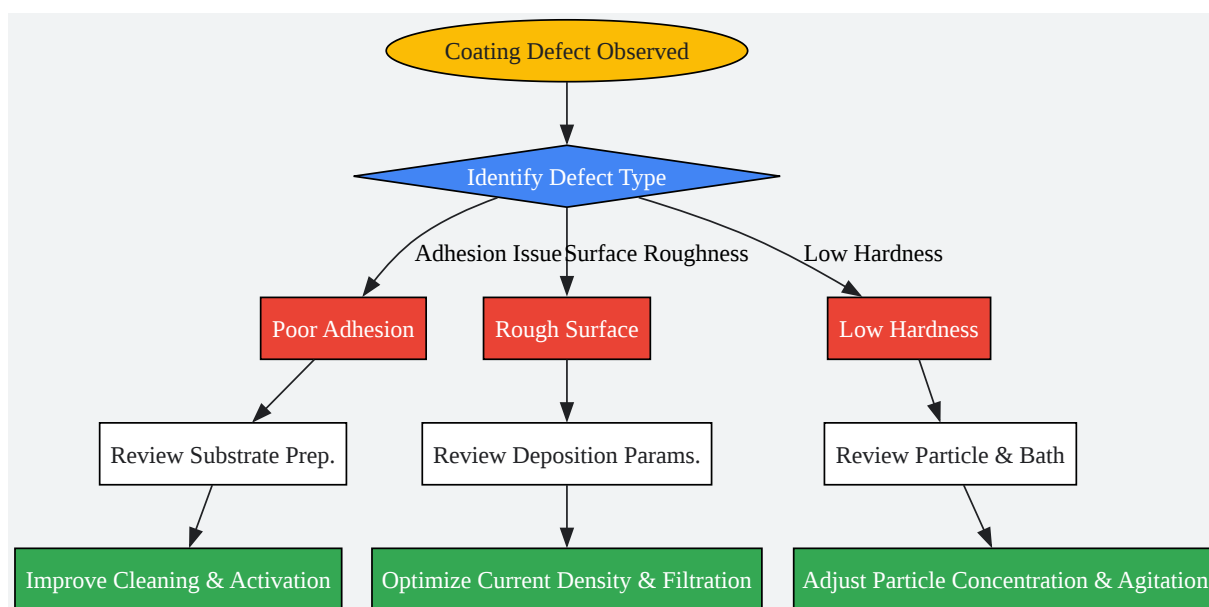 Coating Defect Observed
Identify Defect Type
Adhesion Issue
Surface Roughness
Low Hardness
Poor Adhesion
Rough Surface
Low Hardness
Review Substrate Prep.
Review Deposition Params.
Review Particle & Bath
Improve Cleaning & Activation
Optimize Current Density & Filtration
Adjust Particle Concentration & Agitation